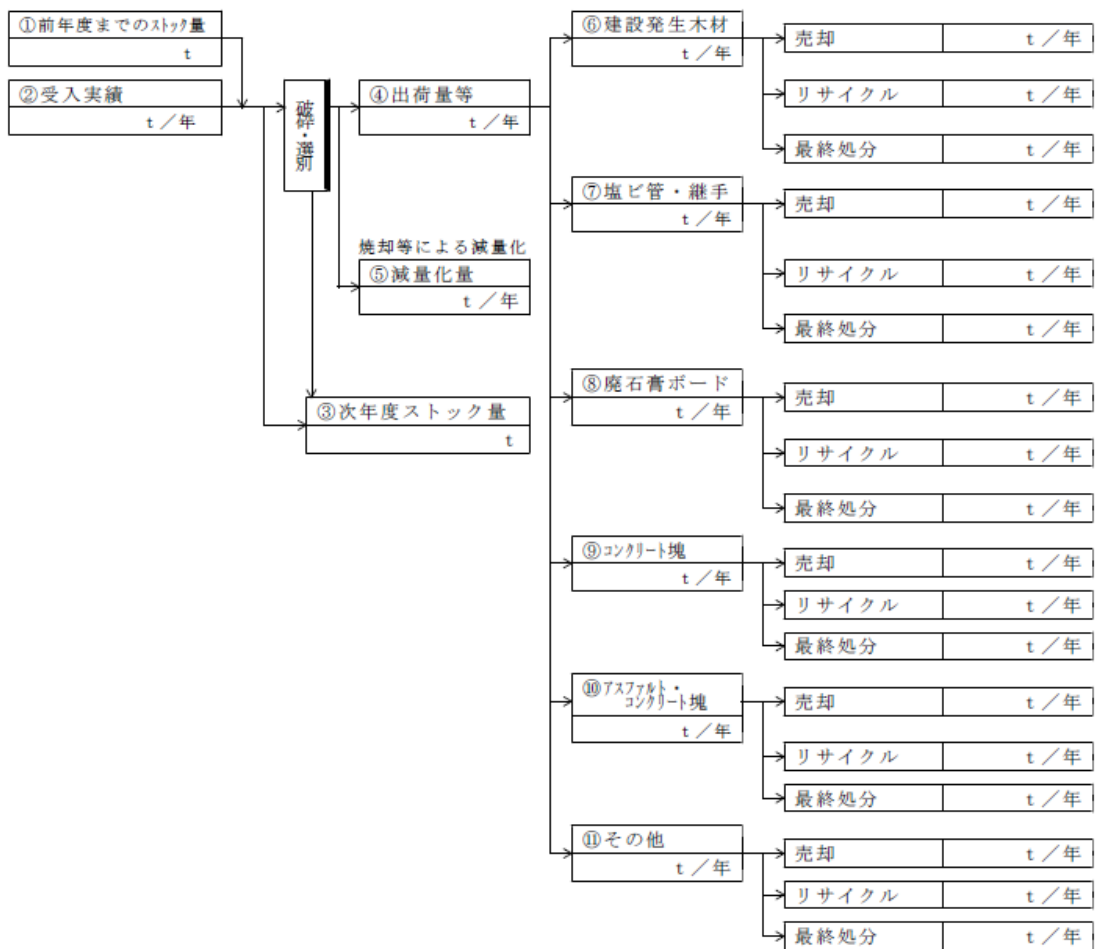 ①前年度までのストック量
t
②受入実績
t／年
破砕・選別
④出荷量等
t／年
焼却等による減量化
⑤減量化量
t／年
③次年度ストック量
t
⑥建設発生木材
t／年
売却 t／年
リサイクル t／年
最終処分 t／年
⑦塩ビ管・継手
t／年
売却 t／年
リサイクル t／年
最終処分 t／年
⑧廃石膏ボード
t／年
売却 t／年
リサイクル t／年
最終処分 t／年
⑨コンクリート塊
t／年
売却 t／年
リサイクル t／年
最終処分 t／年
⑩アスファルト・
コンクリート塊
t／年
売却 t／年
リサイクル t／年
最終処分 t／年
⑪その他
t／年
売却 t／年
リサイクル t／年
最終処分 t／年